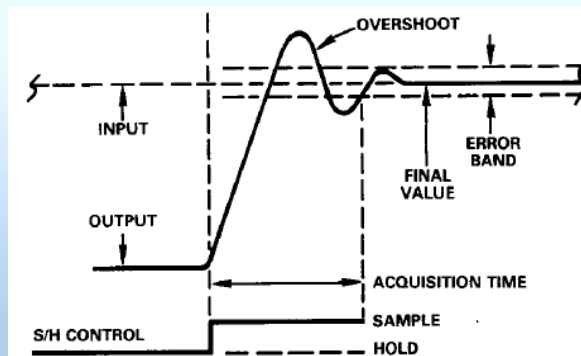 OVERSHOOT
INPUT
ERROR
BAND
FINAL
VALUE
OUTPUT
ACQUISITION TIME
SAMPLE
S/H CONTROL
HOLD